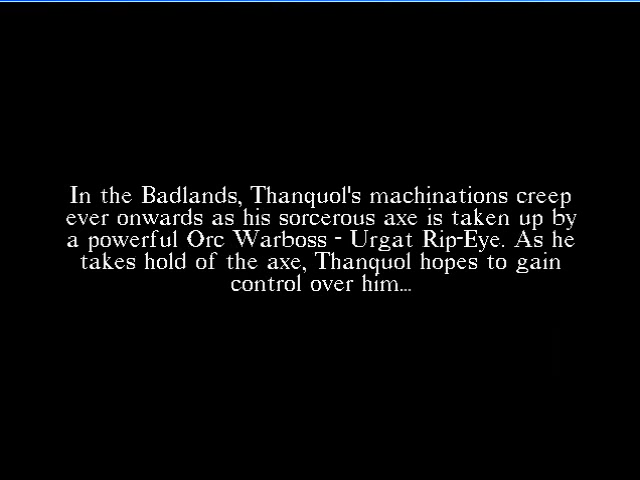 In the Badlands, Thanquol's machinations creep
ever onwards as his sorcerous axe is taken up by
a powerful Orc Warboss - Urgat Rip-Eye. As he
takes hold of the axe, Thanquol hopes to gain
control over him...